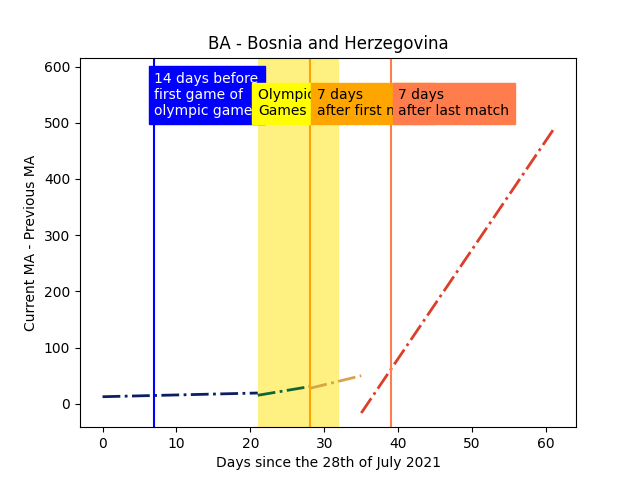 BA - Bosnia and Herzegovina
600
500
400
300
200
100
0
Current MA - Previous MA
14 days before
first game of
olympic game
Olympic
Games
7 days
after first
7 days
after last match
0
10
20
30
40
50
60
Days since the 28th of July 2021